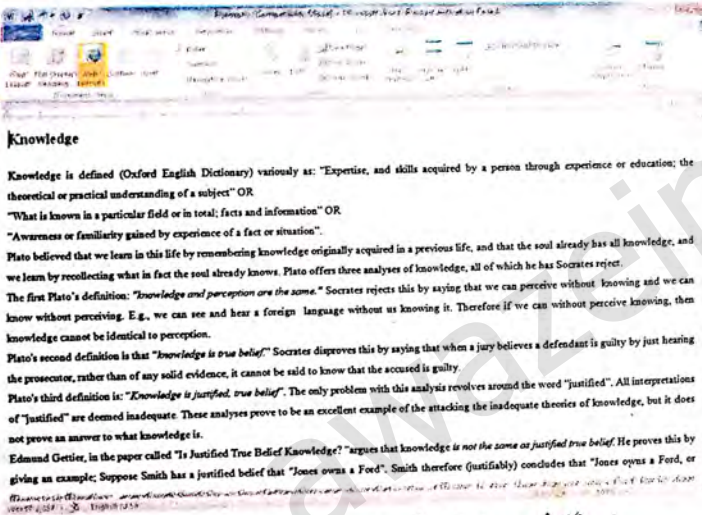 Knowledge
Knowledge is defined (Oxford English Dictionary) variously as: "Expertise, and skills acquired by a person through experience or education; the
theoretical or practical understanding of a subject" OR
"What is known in a particular field or in total; facts and information" OR
"Awareness or familiarity gained by experience of a fact or situation".
Plato believed that we learn in this life by remembering knowledge originally acquired in a previous life, and that the soul already has all knowledge, and
we learn by recollecting what in fact the soul already knows. Plato offers three analyses of knowledge, all of which he has Socrates reject.
The first Plato's definition: "knowledge and perception are the same." Socrates rejects this by saying that we can perceive without knowing and we can
know without perceiving. E.g., we can see and hear a foreign language without us knowing it. Therefore if we can without perceive knowing, then
knowledge cannot be identical to perception.
Plato's second definition is that "knowledge is true belief." Socrates disproves this by saying that when a jury believes a defendant is guilty by just hearing
the prosecutor, rather than of any solid evidence, it cannot be said to know that the accused is guilty.
Plato's third definition is: "Knowledge is justified, true belief". The only problem with this analysis revolves around the word "justified". All interpretations
of "justified" are deemed inadequate. These analyses prove to be an excellent example of the attacking the inadequate theories of knowledge, but it does
not prove an answer to what knowledge is.
Edmund Gettier, in the paper called "Is Justified True Belief Knowledge? "argues that knowledge is not the same as justified true belief. He proves this by
giving an example; Suppose Smith has a justified belief that "Jones owns a Ford". Smith therefore (justifiably) concludes that "Jones owns a Ford, or